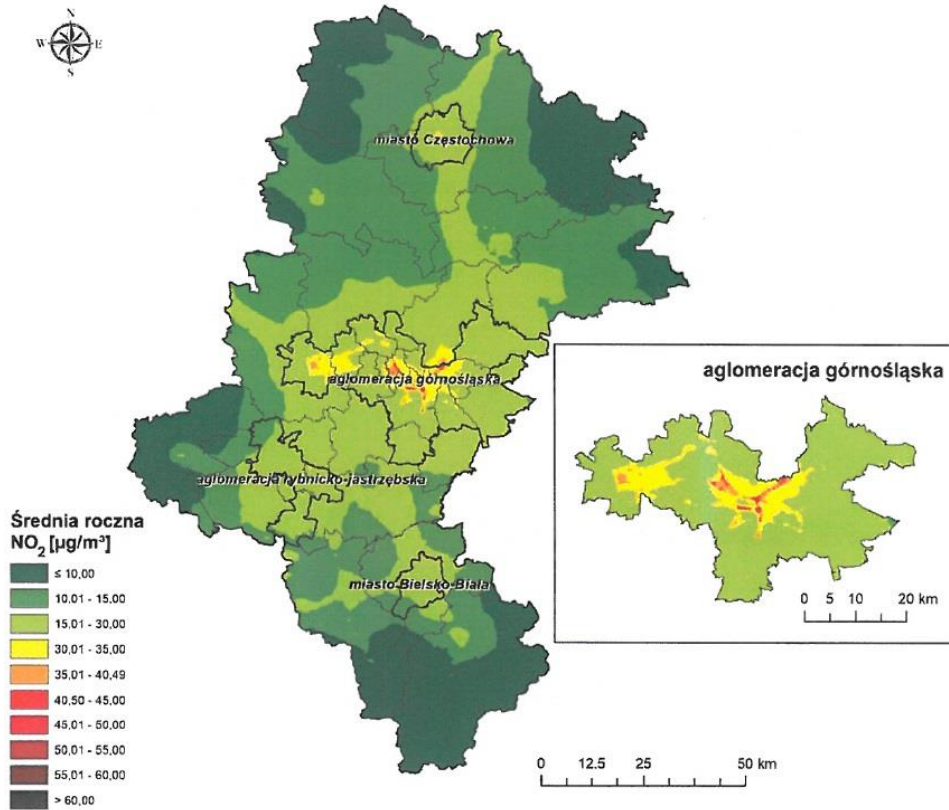 N
W E
S
miasto Częstochowa
aglomeracja górnośląska
aglomeracja rybnicko-jastrzębska
miasto Bielsko-Biała
Średnia roczna
NO₂ [µg/m³]
≤ 10,00
10,01 - 15,00
15,01 - 30,00
30,01 - 35,00
35,01 - 40,49
40,50 - 45,00
45,01 - 50,00
50,01 - 55,00
55,01 - 60,00
> 60,00
aglomeracja górnośląska
0 5 10 20 km
0 12.5 25 50 km